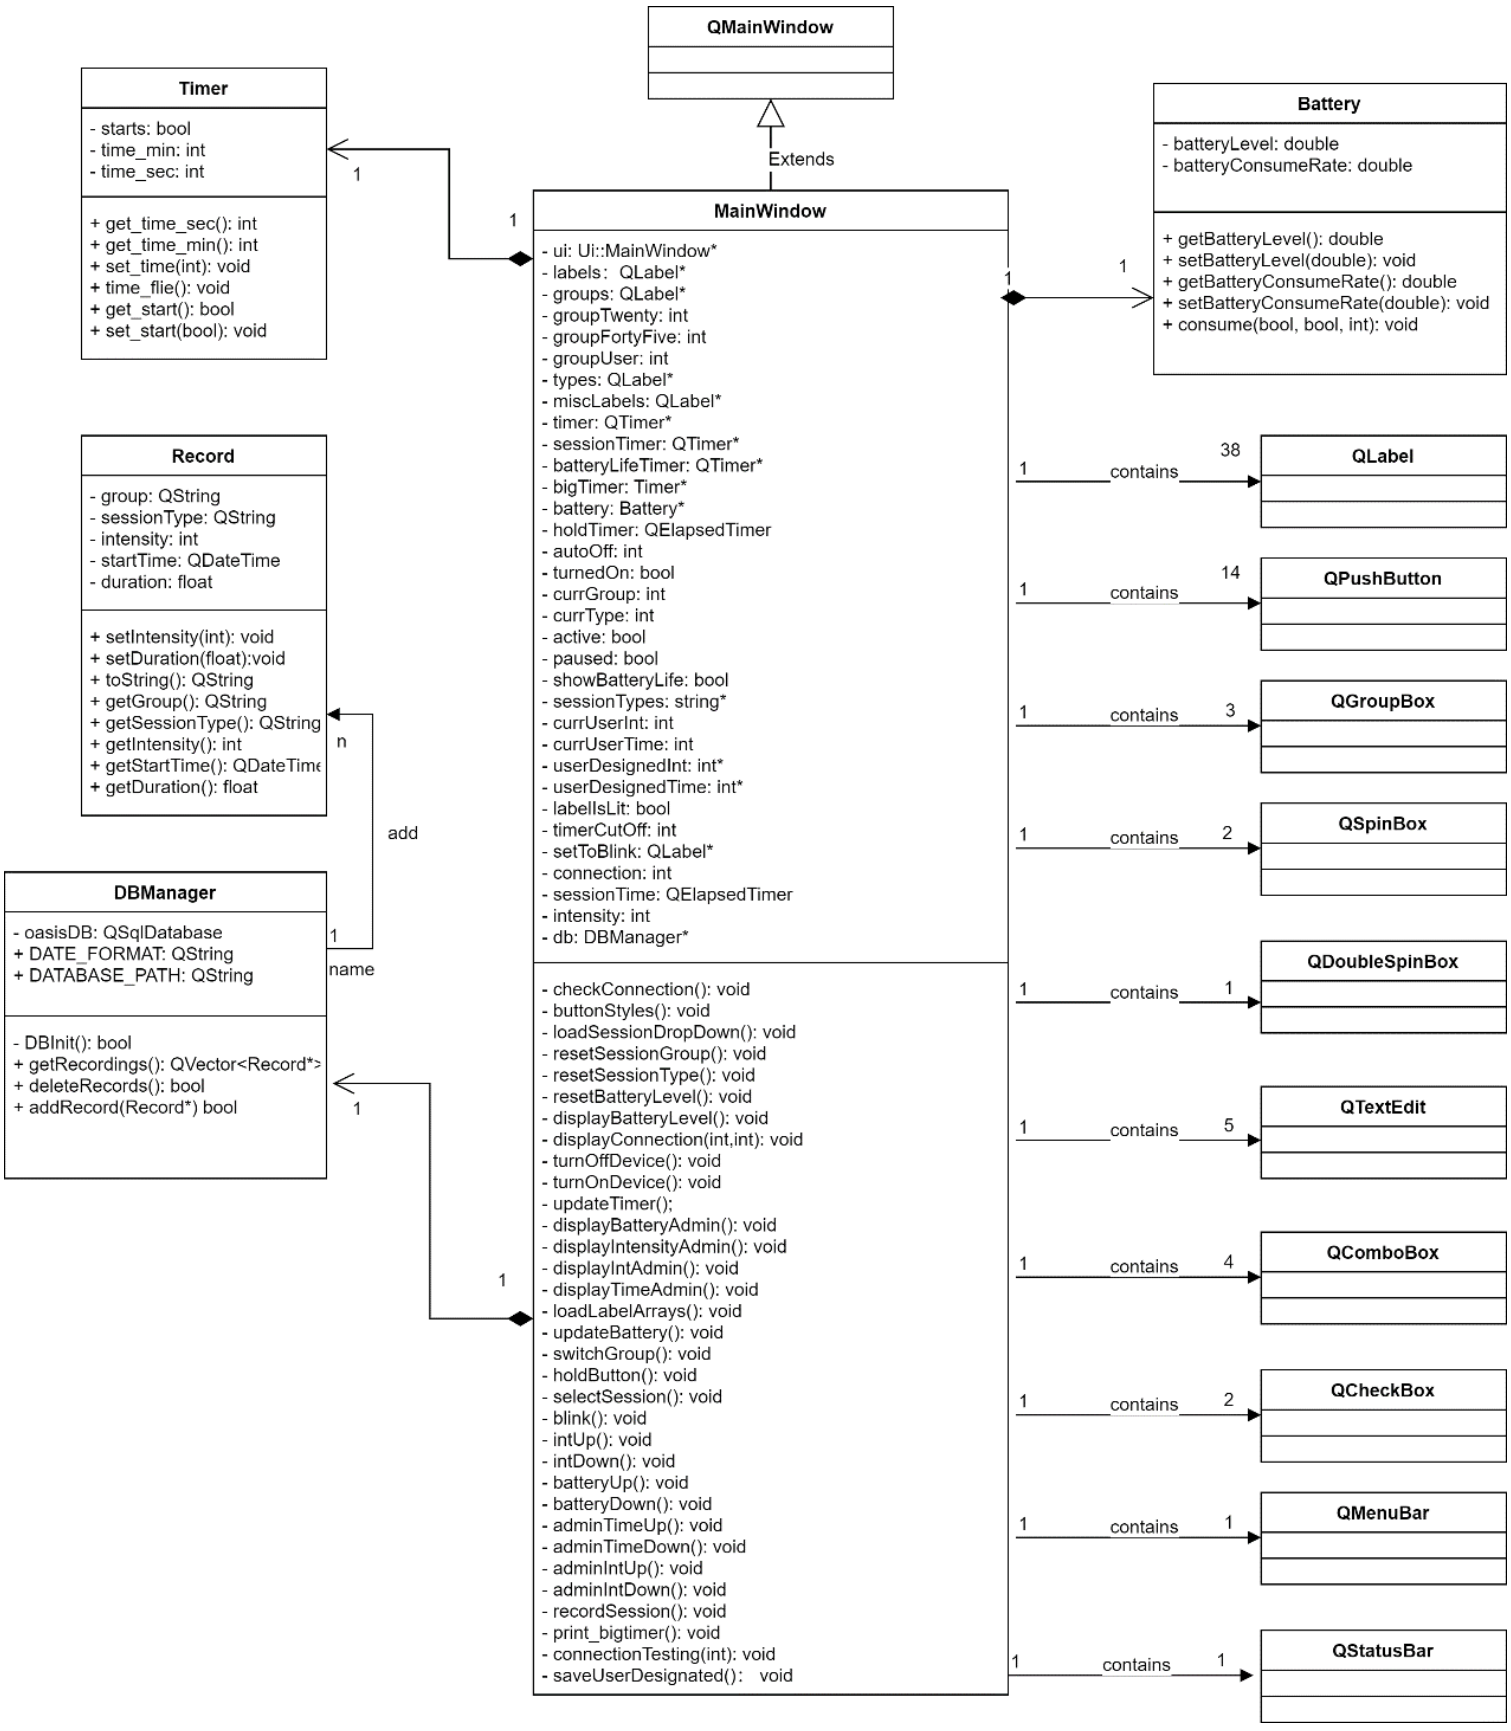 QMainWindow
Extends
Timer
- starts: bool
- time_min: int
- time_sec: int
+ get_time_sec(): int
+ get_time_min(): int
+ set_time(int): void
+ time_flie(): void
+ get_start(): bool
+ set_start(bool): void
1
1
Record
- group: QString
- sessionType: QString
- intensity: int
- startTime: QDateTime
- duration: float
+ setIntensity(int): void
+ setDuration(float):void
+ toString(): QString
+ getGroup(): QString
+ getSessionType(): QString
+ getIntensity(): int
+ getStartTime(): QDateTime
+ getDuration(): float
n
add
DBManager
- oasisDB: QSqlDatabase
+ DATE_FORMAT: QString
+ DATABASE_PATH: QString
- DBInit(): bool
+ getRecordings(): QVector<Record*>
+ deleteRecords(): bool
+ addRecord(Record*) bool
1
name
1
1
MainWindow
- ui: Ui::MainWindow*
- labels: QLabel*
- groups: QLabel*
- groupTwenty: int
- groupFortyFive: int
- groupUser: int
- types: QLabel*
- miscLabels: QLabel*
- timer: QTimer*
- sessionTimer: QTimer*
- batteryLifeTimer: QTimer*
- bigTimer: Timer*
- battery: Battery*
- holdTimer: QElapsedTimer
- autoOff: int
- turnedOn: bool
- currGroup: int
- currType: int
- active: bool
- paused: bool
- showBatteryLife: bool
- sessionTypes: string*
- currUserInt: int
- currUserTime: int
- userDesignedInt: int*
- userDesignedTime: int*
- labelIsLit: bool
- timerCutOff: int
- setToBlink: QLabel*
- connection: int
- sessionTime: QElapsedTimer
- intensity: int
- db: DBManager*
- checkConnection(): void
- buttonStyles(): void
- loadSessionDropDown(): void
- resetSessionGroup(): void
- resetSessionType(): void
- resetBatteryLevel(): void
- displayBatteryLevel(): void
- displayConnection(int,int): void
- turnOffDevice(): void
- turnOnDevice(): void
- updateTimer();
- displayBatteryAdmin(): void
- displayIntensityAdmin(): void
- displayIntAdmin(): void
- displayTimeAdmin(): void
- loadLabelArrays(): void
- updateBattery(): void
- switchGroup(): void
- holdButton(): void
- selectSession(): void
- blink(): void
- intUp(): void
- intDown(): void
- batteryUp(): void
- batteryDown(): void
- adminTimeUp(): void
- adminTimeDown(): void
- adminIntUp(): void
- adminIntDown(): void
- recordSession(): void
- print_bigtimer(): void
- connectionTesting(int): void
- saveUserDesignated(): void
Battery
- batteryLevel: double
- batteryConsumeRate: double
+ getBatteryLevel(): double
+ setBatteryLevel(double): void
+ getBatteryConsumeRate(): double
+ setBatteryConsumeRate(double): void
+ consume(bool, bool, int): void
1
1
1 contains 38
QLabel
1 contains 14
QPushButton
1 contains 3
QGroupBox
1 contains 2
QSpinBox
1 contains 1
QDoubleSpinBox
1 contains 5
QTextEdit
1 contains 4
QComboBox
1 contains 2
QCheckBox
1 contains 1
QMenuBar
1 contains 1
QStatusBar